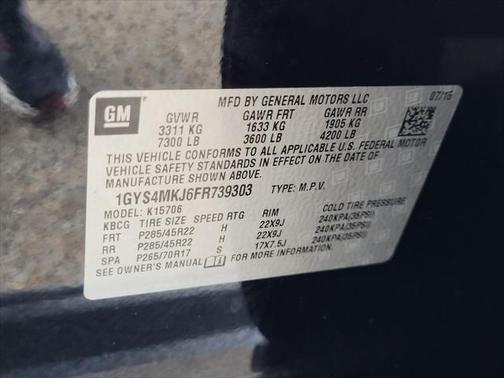 GM
MFD BY GENERAL MOTORS LLC
07/15
GVWR GAWR FRT GAWR RR
3311 KG 1633 KG 1905 KG
7300 LB 3600 LB 4200 LB
THIS VEHICLE CONFORMS TO ALL APPLICABLE U.S. FEDERAL MOTOR
VEHICLE SAFETY STANDARDS IN EFFECT ON THE DATE OF
MANUFACTURE SHOWN ABOVE.
1GYS4MKJ6FR739303 TYPE: M.P.V.
MODEL: K15706
KBCG TIRE SIZE SPEED RTG RIM COLD TIRE PRESSURE
FRT P285/45R22 H 22X9J 240KPA(35PSI)
RR P285/45R22 H 22X9J 240KPA(35PSI)
SPA P265/70R17 S 17X7.5J 240KPA(35PSI)
SEE OWNER'S MANUAL